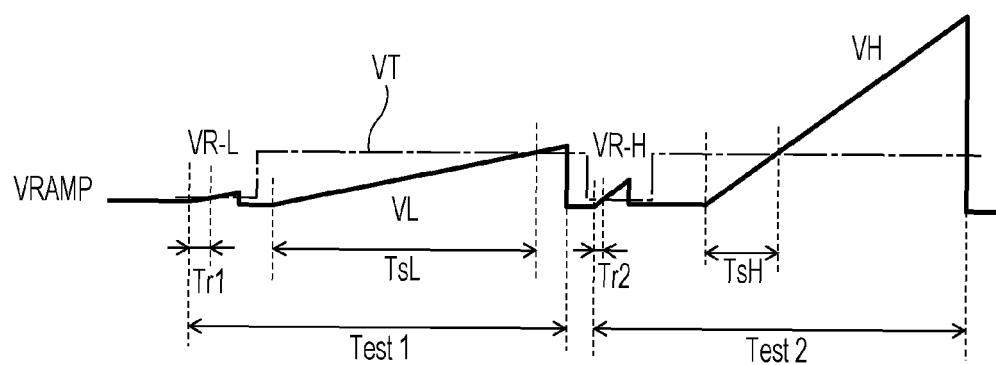 VH
VT
VR-L
VR-H
VRAMP
VL
Tr1
TsL
Tr2
TsH
Test 1
Test 2